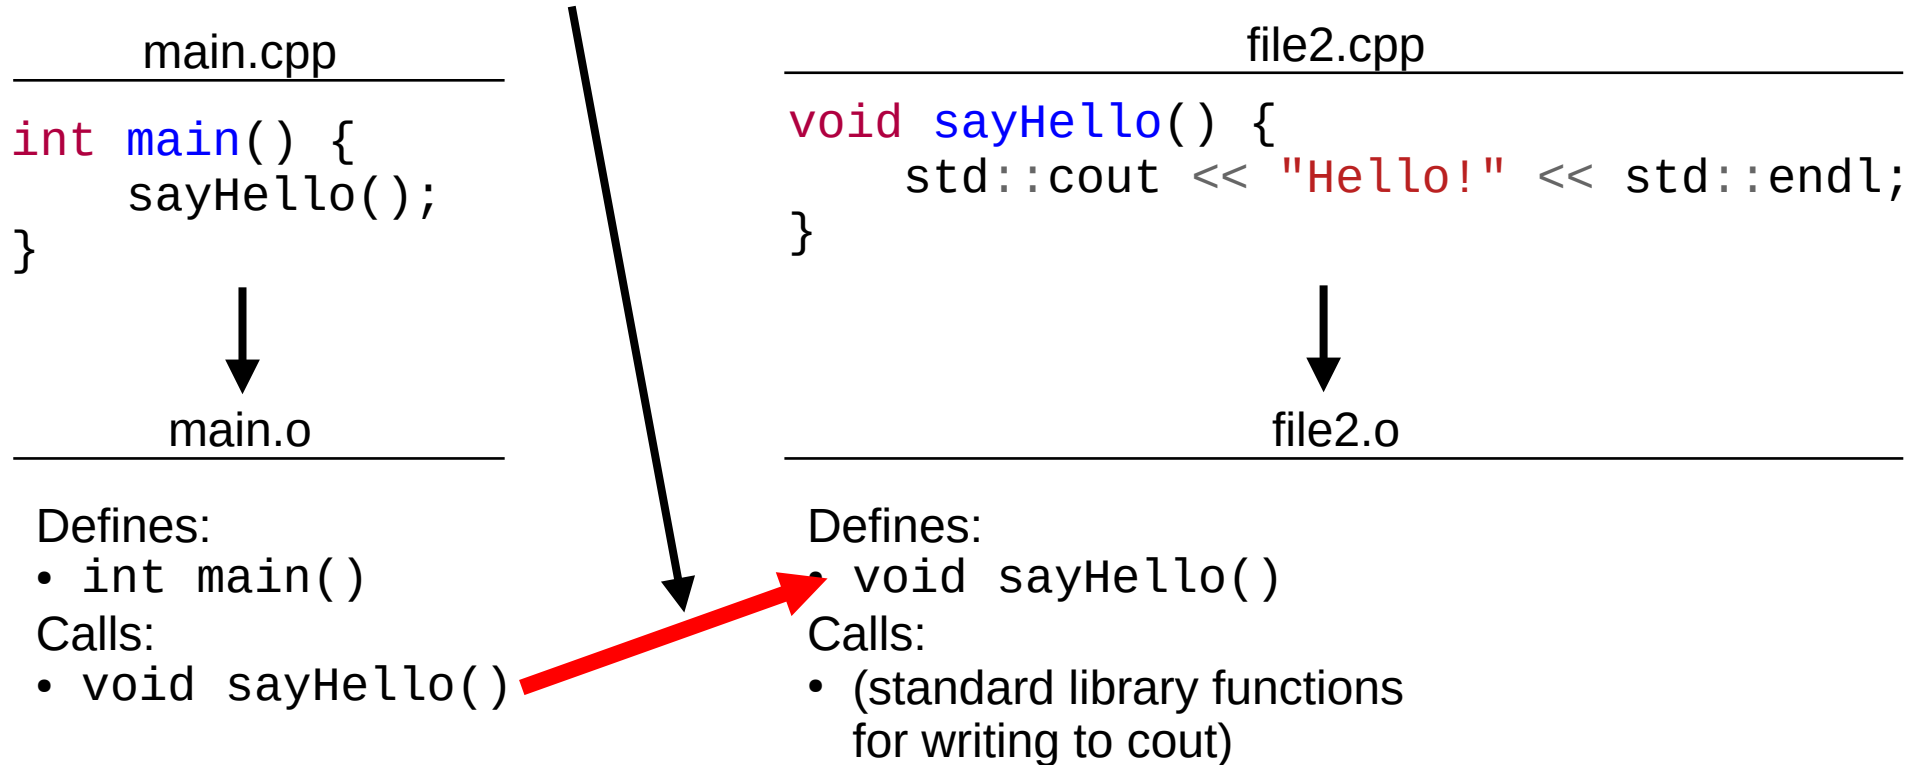 main.cpp
int main() {
    sayHello();
}
main.o
Defines:
• int main()
Calls:
• void sayHello()
file2.cpp
void sayHello() {
    std::cout << "Hello!" << std::endl;
}
file2.o
Defines:
• void sayHello()
Calls:
• (standard library functions
for writing to cout)